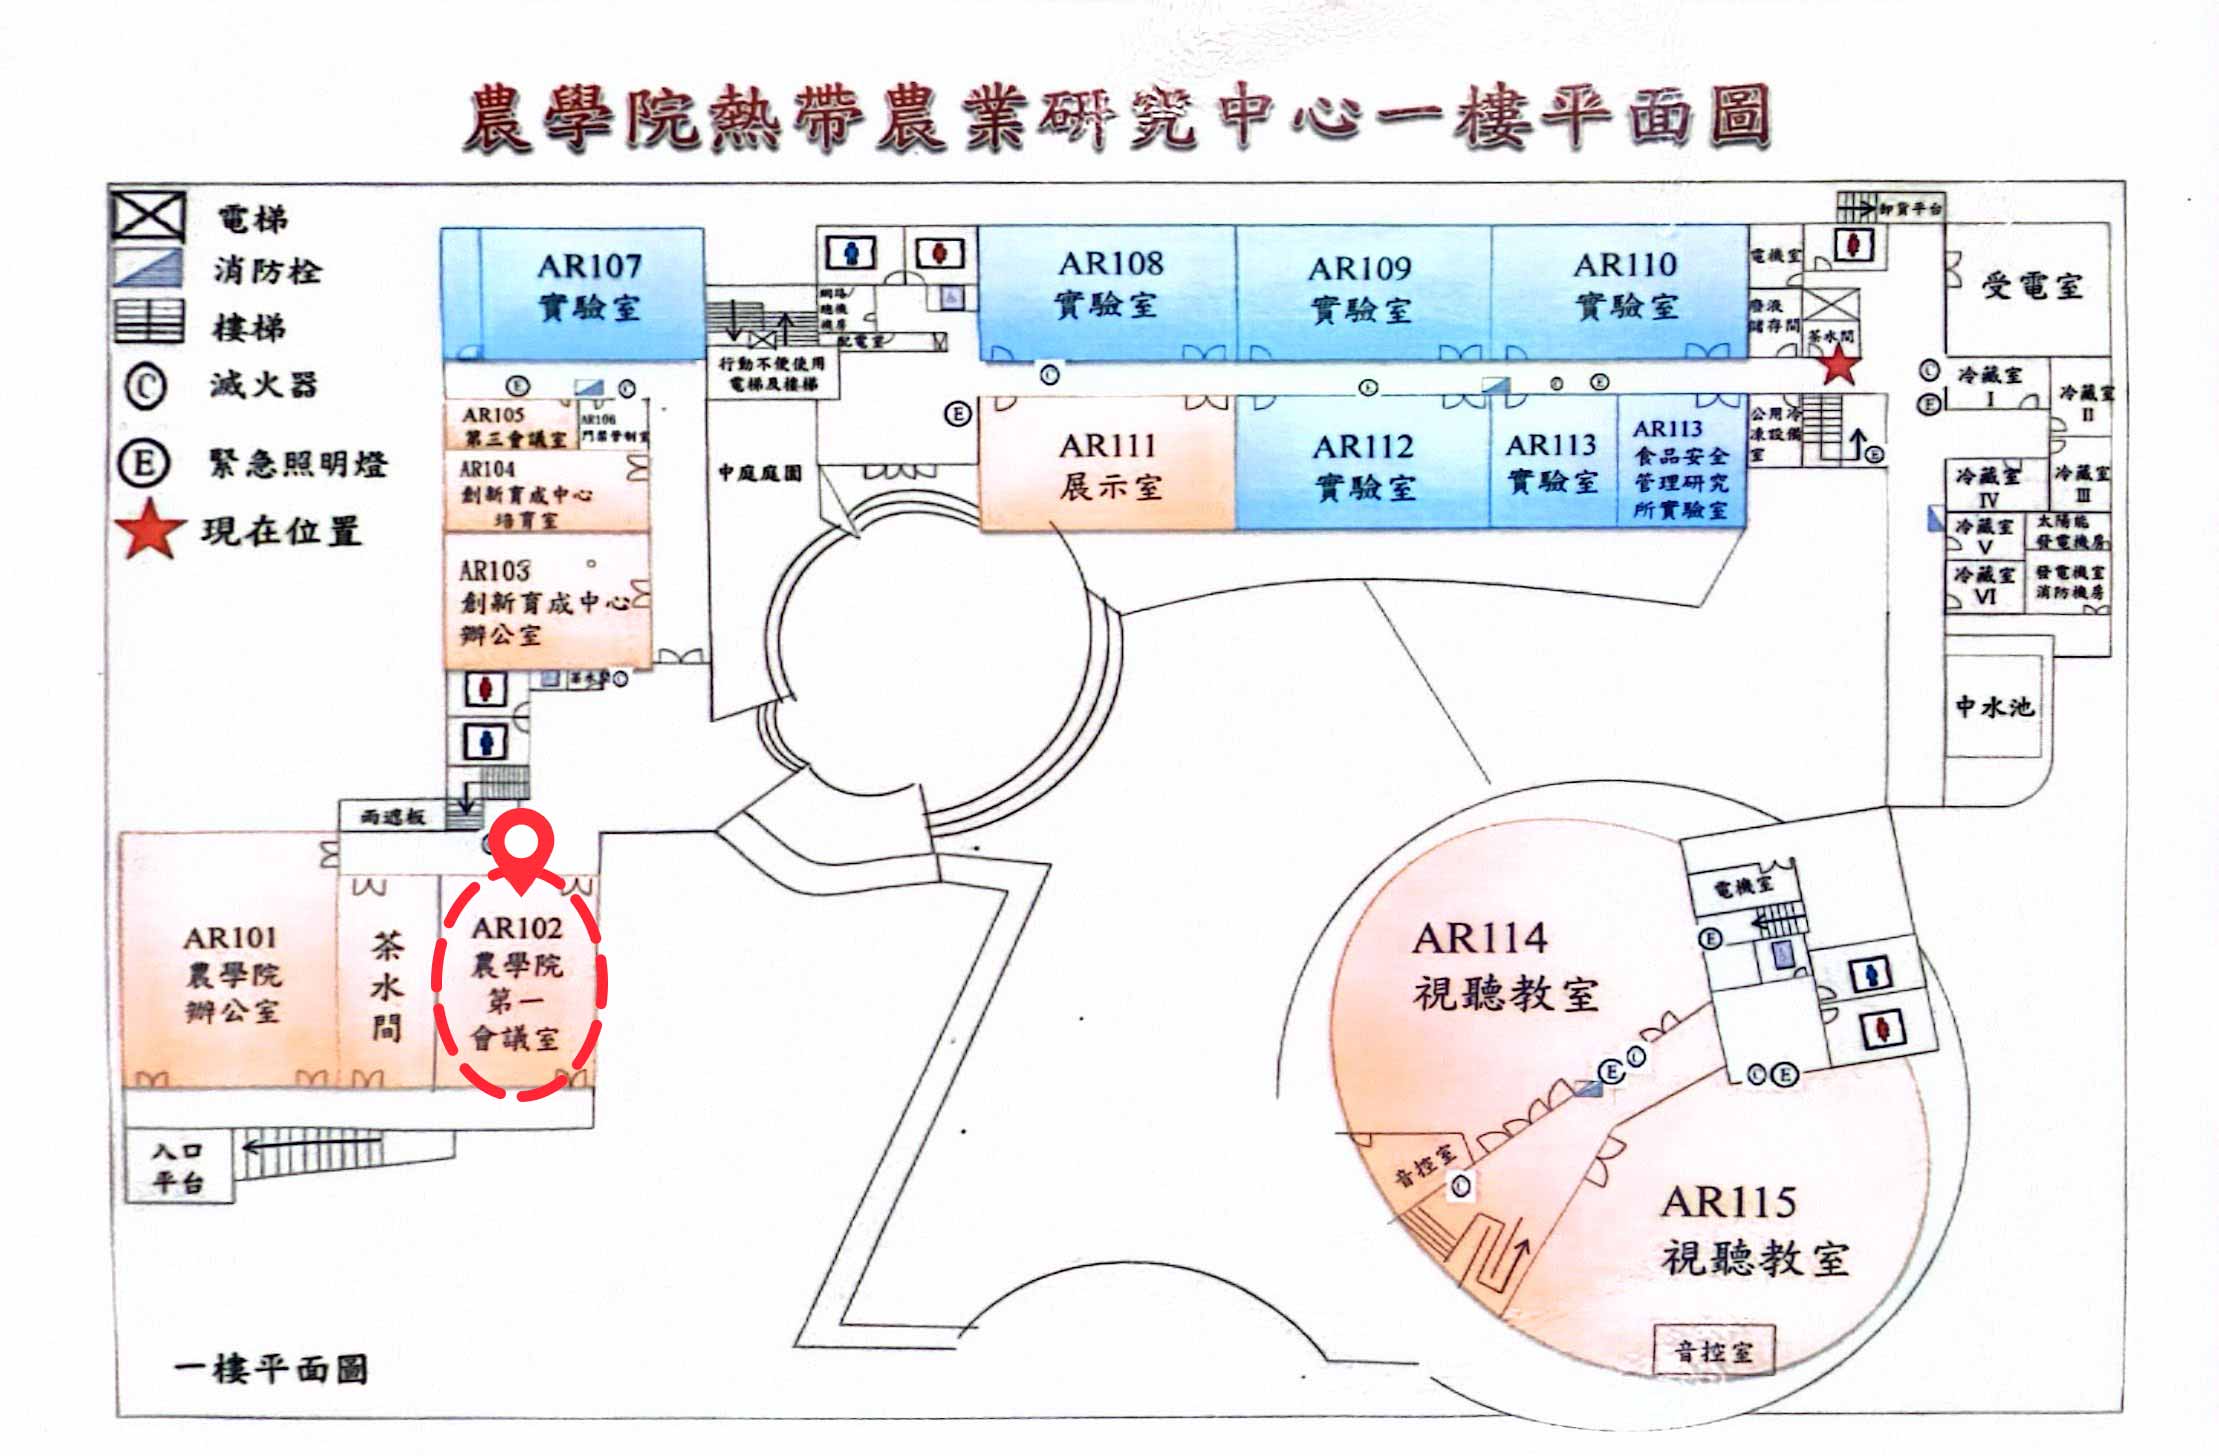 農學院熱帶農業研究中心一樓平面圖
電梯
消防栓
樓梯
C
滅火器
E
緊急照明燈
現在位置
AR107
實驗室
行動不便使用
電梯及樓梯
網路/
總機
機房
配電室
AR108
實驗室
AR109
實驗室
AR110
實驗室
電機室
廢液
儲存間
茶水間
卸貨平台
受電室
E
C
C
E
C
E
C
E
E
E
AR105
第三會議室
AR106
門禁管制室
AR104
創新育成中心
培育室
AR103
創新育成中心
辦公室
茶水間
C
中庭庭園
AR111
展示室
AR112
實驗室
AR113
實驗室
AR113
食品安全
管理研究
所實驗室
公用冷
凍設備
室
冷藏室
I
冷藏室
II
冷藏室
III
冷藏室
IV
冷藏室
V
冷藏室
VI
太陽能
發電機房
發電機室
消防機房
中水池
雨遮板
AR101
農學院
辦公室
茶水間
AR102
農學院
第一
會議室
入口
平台
電機室
E
AR114
視聽教室
E
C
C
E
音控室
C
AR115
視聽教室
音控室
一樓平面圖